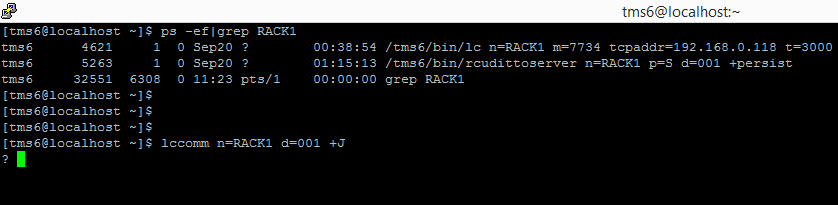 tms6@localhost:~
[tms6@localhost ~]$ ps -ef|grep RACK1
tms6      4621     1  0 Sep20 ?        00:38:54 /tms6/bin/lc n=RACK1 m=7734 tcpaddr=192.168.0.118 t=3000
tms6      5263     1  0 Sep20 ?        01:15:13 /tms6/bin/rcudittoserver n=RACK1 p=S d=001 +persist
tms6     32551  6308  0 11:23 pts/1    00:00:00 grep RACK1
[tms6@localhost ~]$
[tms6@localhost ~]$
[tms6@localhost ~]$
[tms6@localhost ~]$ lccomm n=RACK1 d=001 +J
?